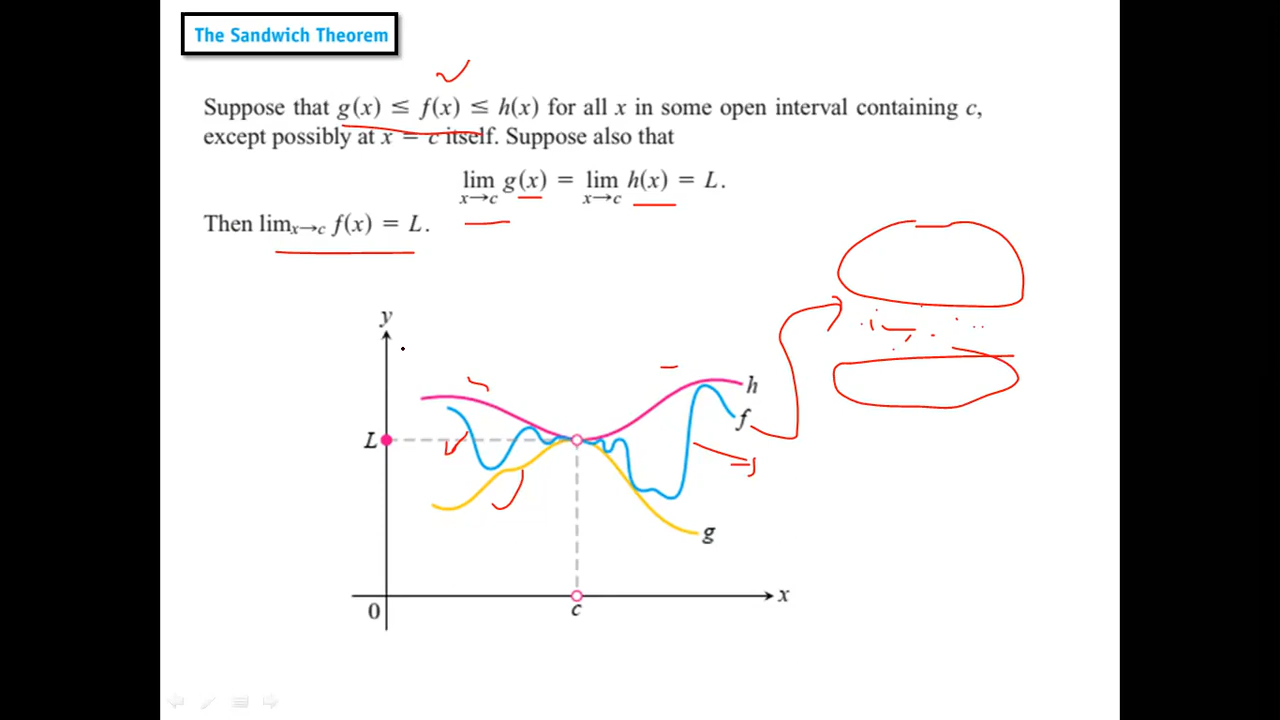 The Sandwich Theorem
Suppose that g(x) ≤ f(x) ≤ h(x) for all x in some open interval containing c,
except possibly at x = c itself. Suppose also that
lim x→c g(x) = lim x→c h(x) = L.
Then lim x→c f(x) = L.
y
h
f
L
g
x
0
c